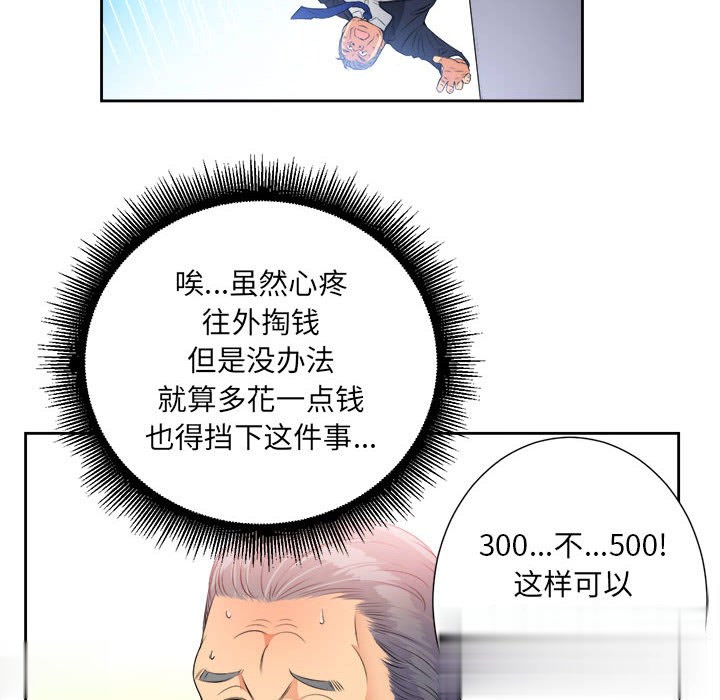 唉...虽然心疼
往外掏钱
但是没办法
就算多花一点钱
也得挡下这件事...
300...不...500!
这样可以